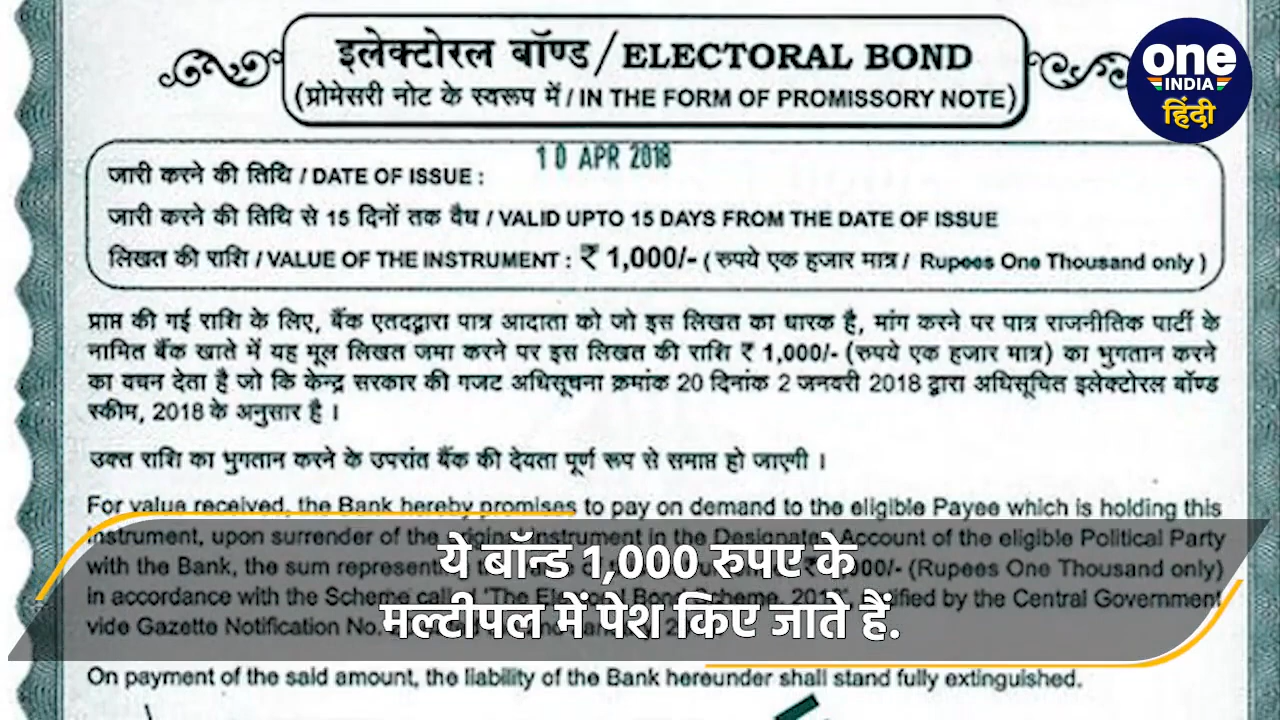 इलेक्टोरल बॉण्ड / ELECTORAL BOND
(प्रोमेसरी नोट के स्वरूप में / IN THE FORM OF PROMISSORY NOTE)
one
INDIA
हिंदी
10 APR 2018
जारी करने की तिथि / DATE OF ISSUE :
जारी करने की तिथि से 15 दिनों तक वैध / VALID UPTO 15 DAYS FROM THE DATE OF ISSUE
लिखत की राशि / VALUE OF THE INSTRUMENT : ₹ 1,000/- ( रुपये एक हजार मात्र / Rupees One Thousand only )
प्राप्त की गई राशि के लिए, बैंक एतदद्वारा पात्र आदाता को जो इस लिखत का धारक है, मांग करने पर पात्र राजनीतिक पार्टी के
नामित बैंक खाते में यह मूल लिखत जमा करने पर इस लिखत की राशि ₹ 1,000/- (रुपये एक हजार मात्र) का भुगतान करने
का वचन देता है जो कि केन्द्र सरकार की गजट अधिसूचना क्रमांक 20 दिनांक 2 जनवरी 2018 द्वारा अधिसूचित इलेक्टोरल बॉण्ड
स्कीम, 2018 के अनुसार है ।
उक्त राशि का भुगतान करने के उपरांत बैंक की देयता पूर्ण रूप से समाप्त हो जाएगी ।
For value received, the Bank hereby promises to pay on demand to the eligible Payee which is holding this
instrument, upon surrender of the original instrument in the Designated Account of the eligible Political Party
with the Bank, the sum (Rupees One Thousand only)
in accordance with the Scheme by the Central Government
vide Gazette Notification No.
ये बॉन्ड 1,000 रुपए के
मल्टीपल में पेश किए जाते हैं.
On payment of the said amount, the liability of the Bank hereunder shall stand fully extinguished.